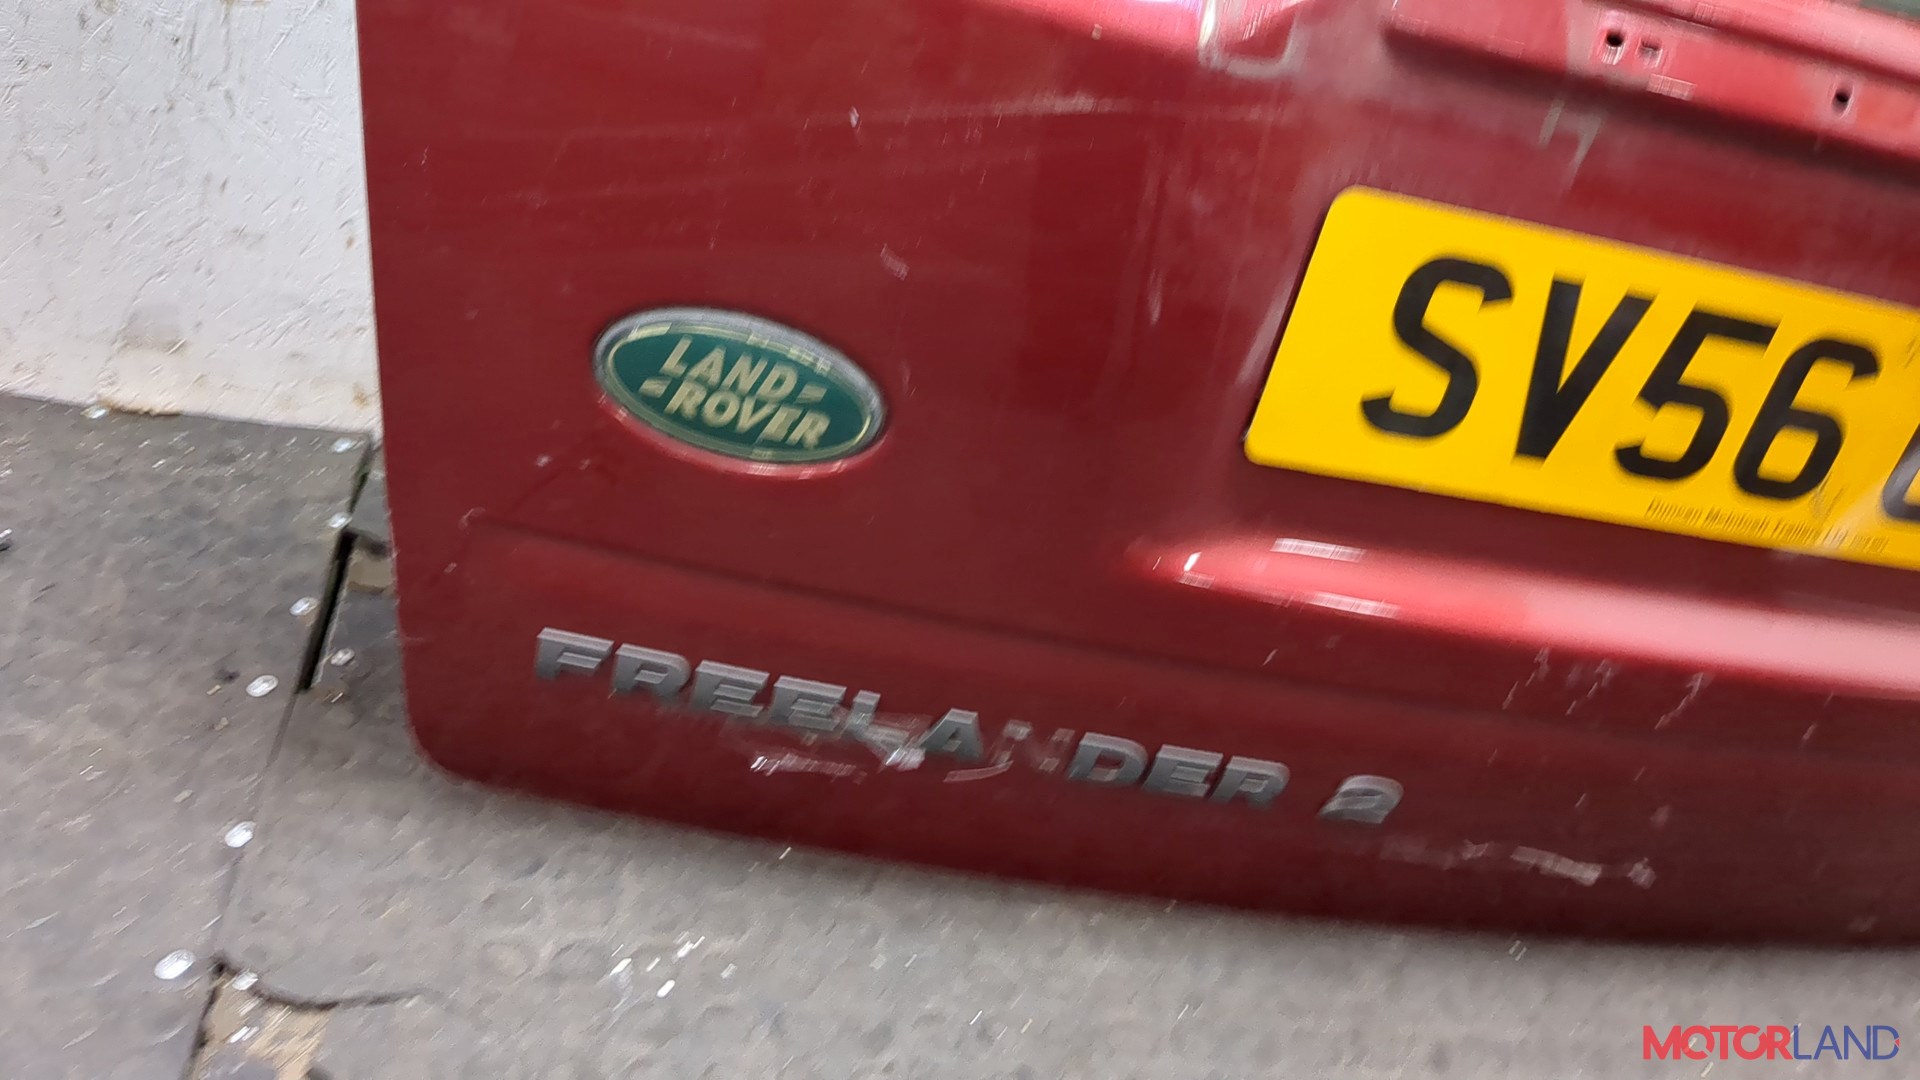 SV56
LAND
ROVER
FREELANDER 2
MOTORLAND